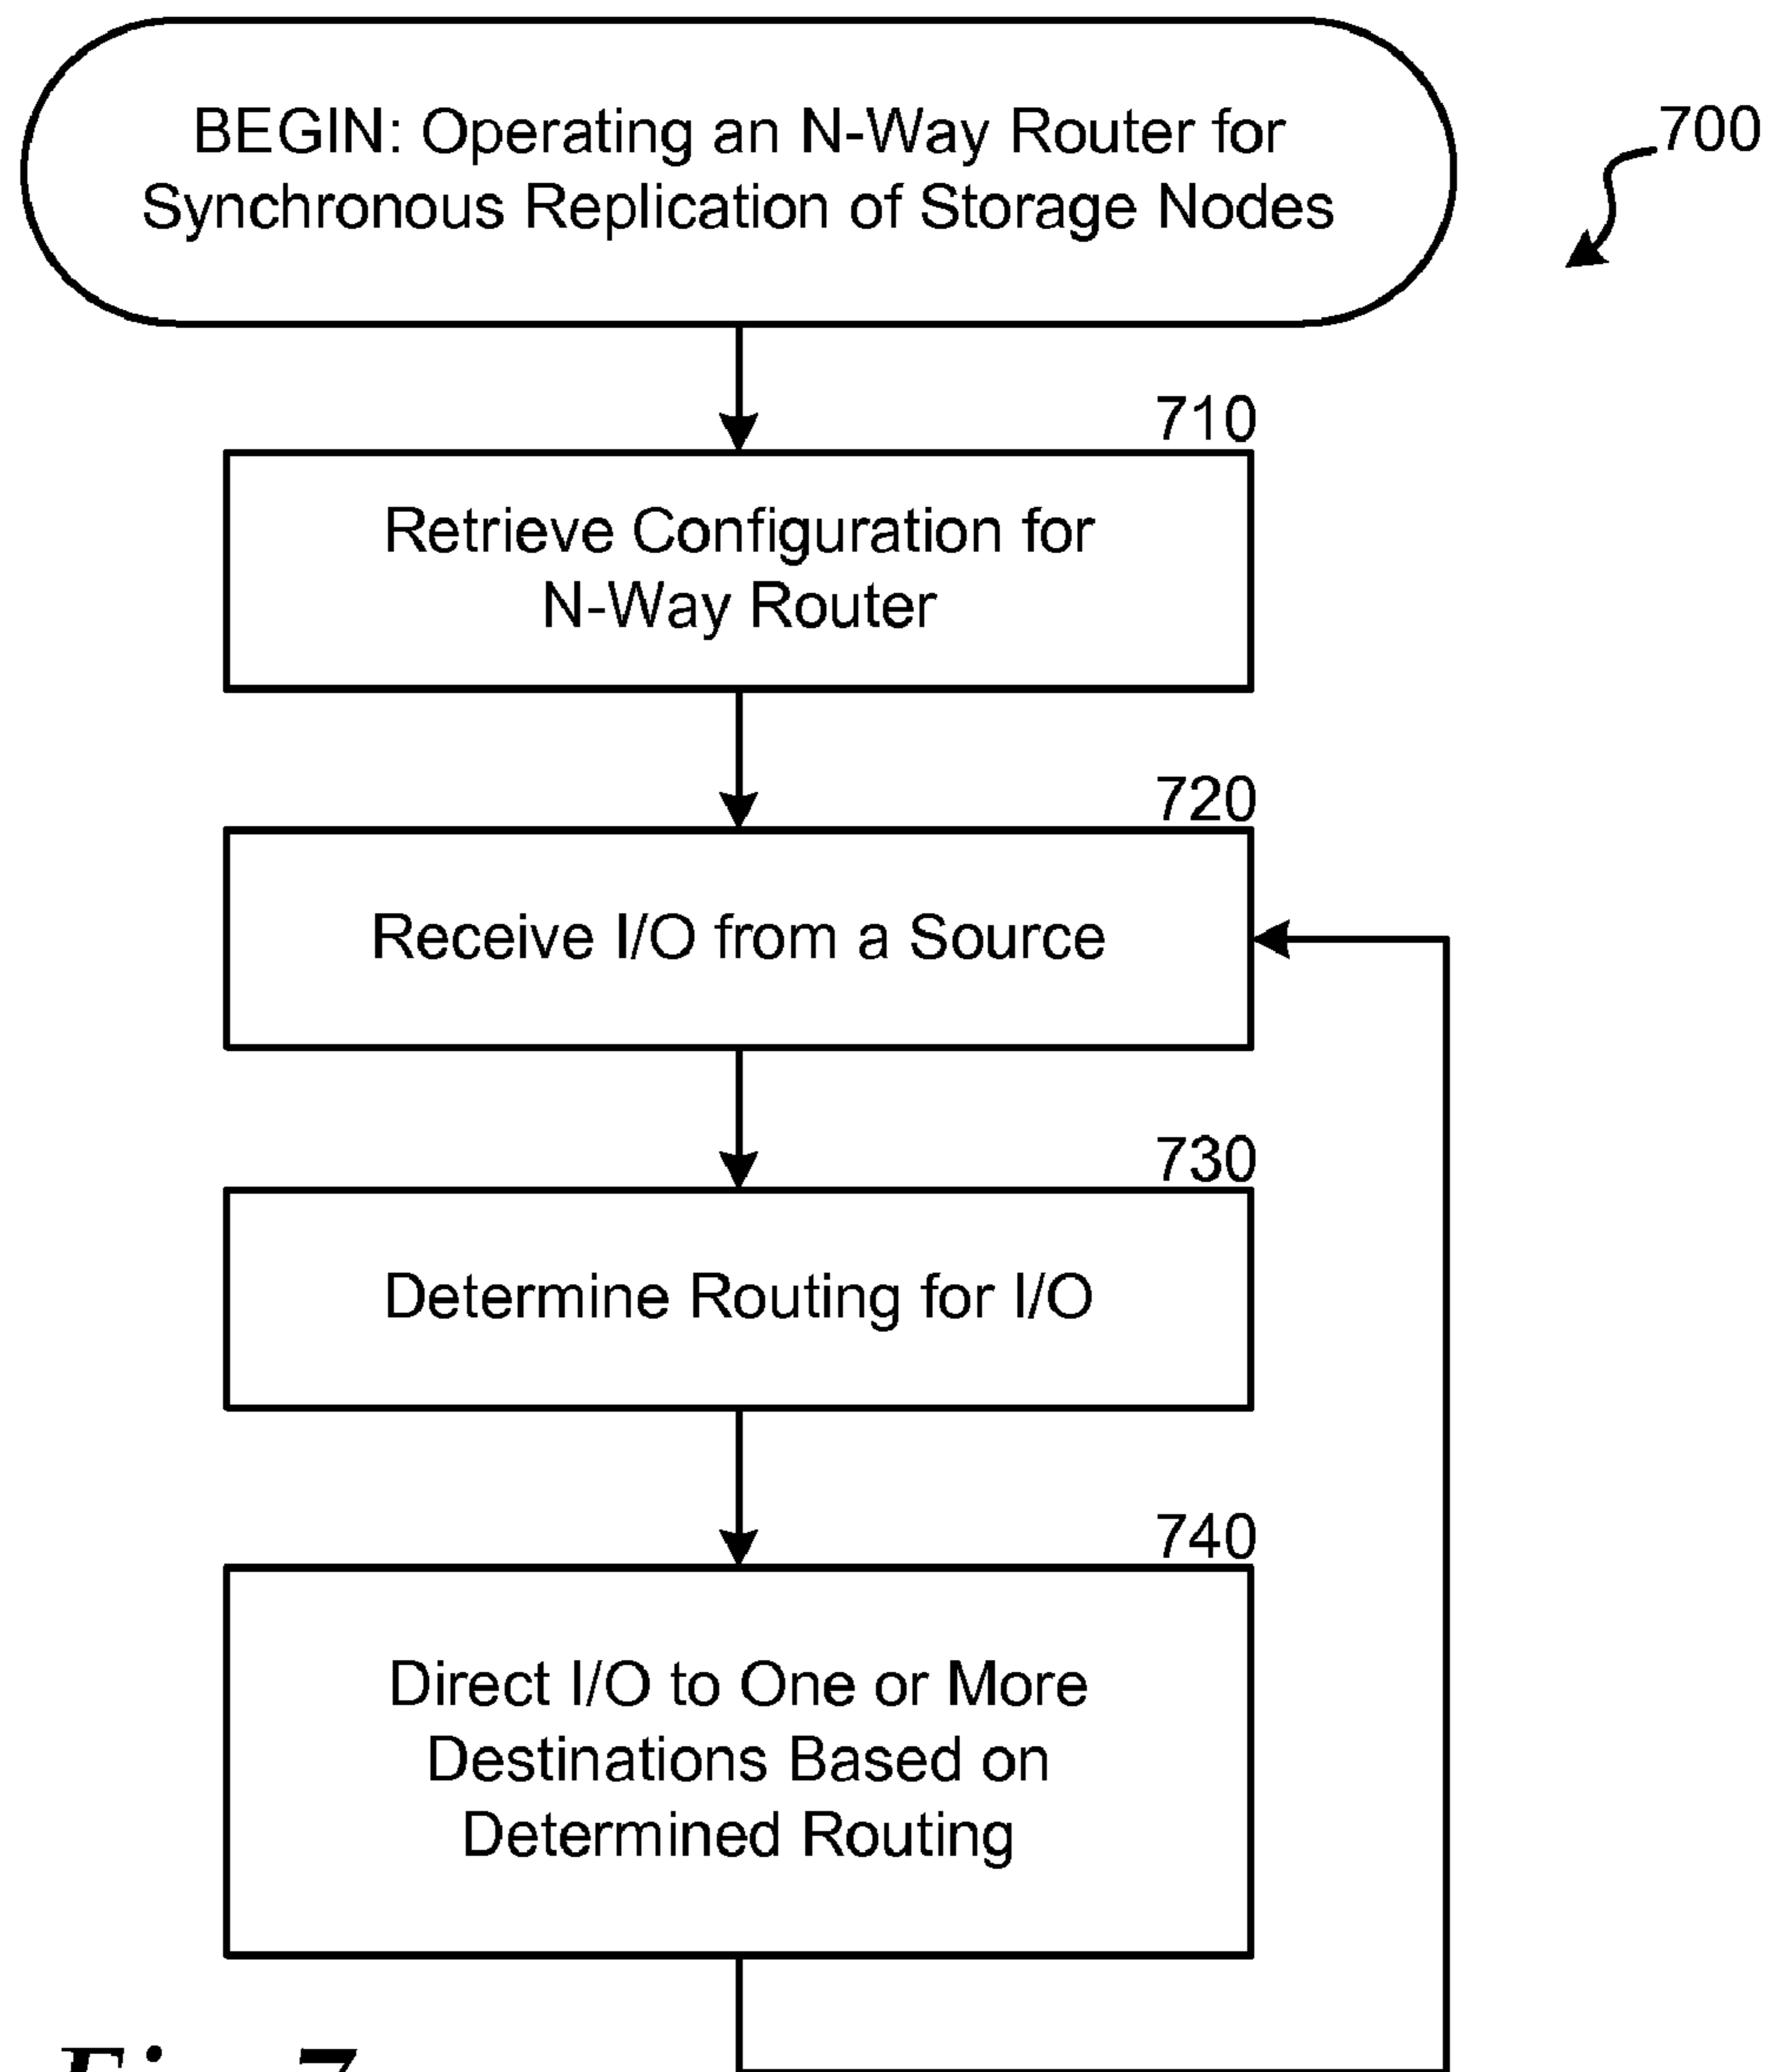 BEGIN: Operating an N-Way Router for
Synchronous Replication of Storage Nodes
700
710
Retrieve Configuration for
N-Way Router
720
Receive I/O from a Source
730
Determine Routing for I/O
740
Direct I/O to One or More
Destinations Based on
Determined Routing